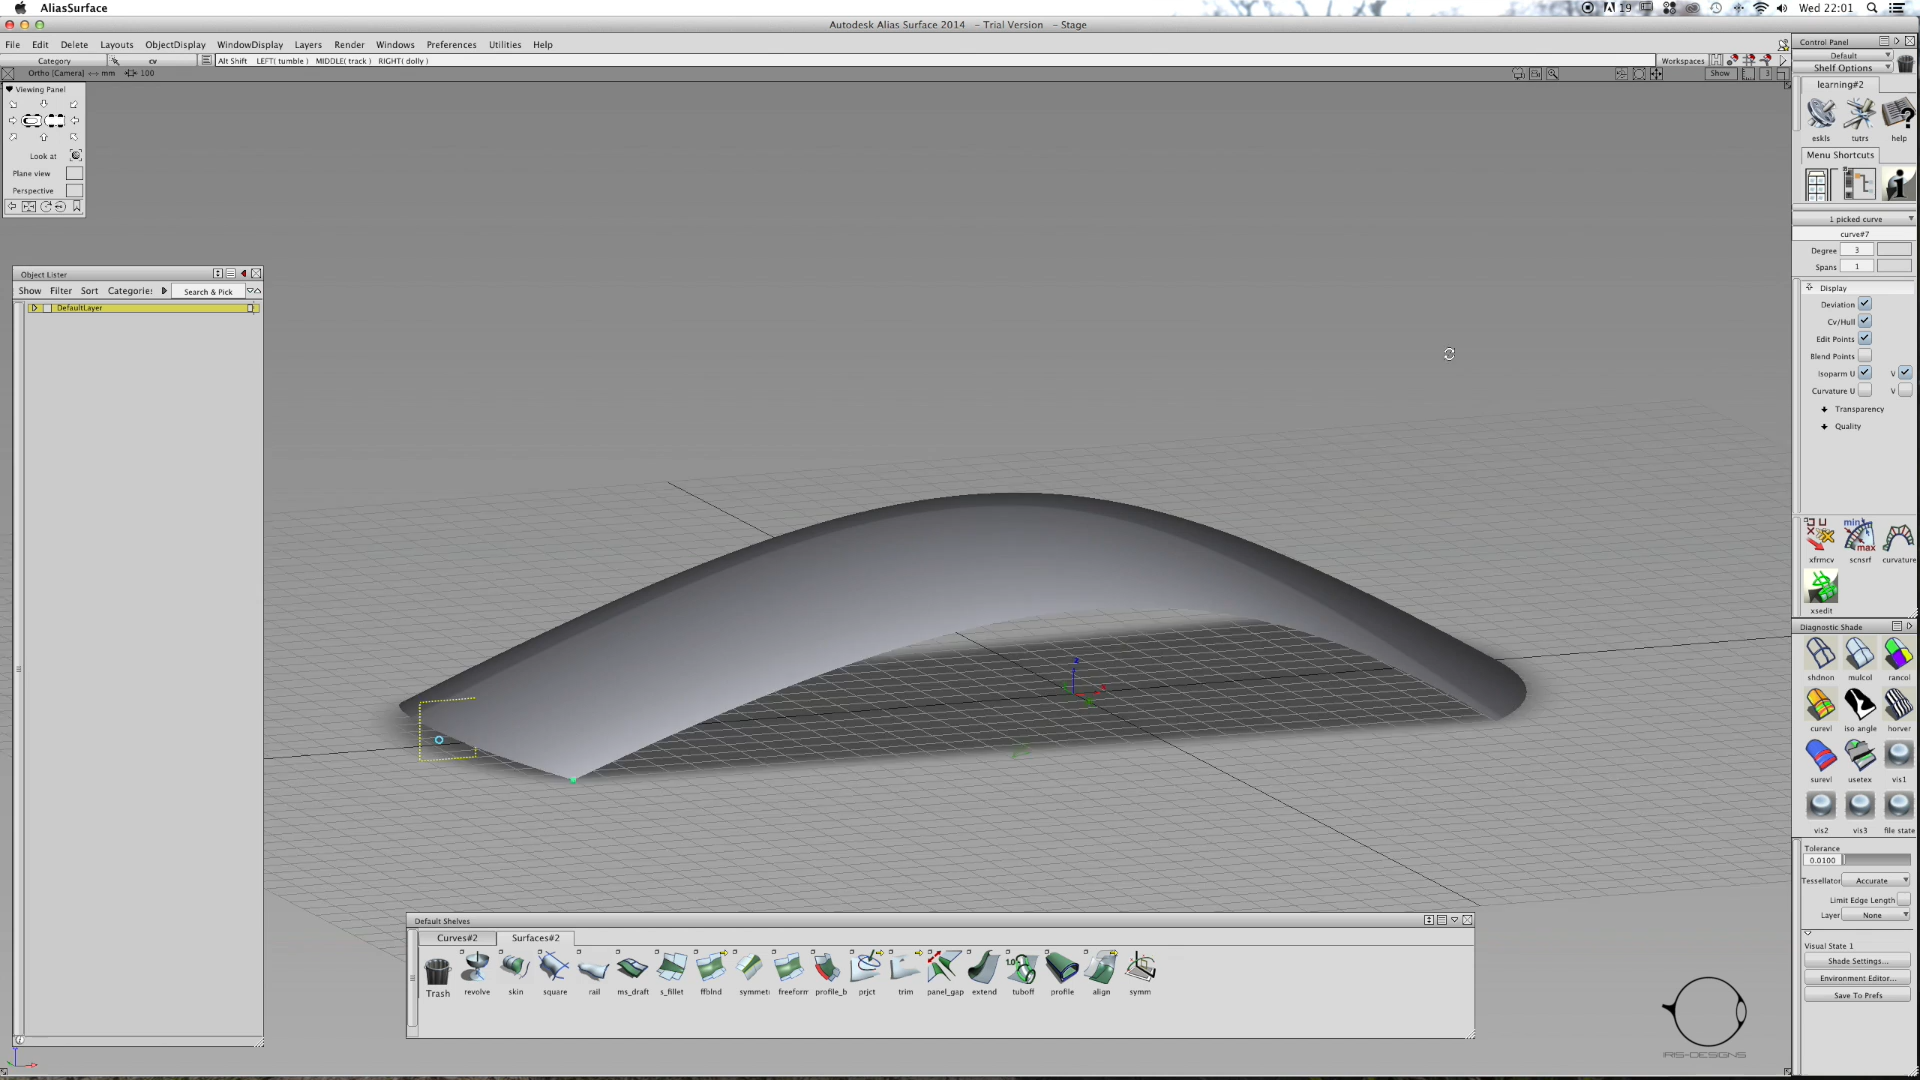 AliasSurface
19
Wed 22:01
Autodesk Alias Surface 2014 - Trial Version - Stage
File Edit Delete Layouts ObjectDisplay WindowDisplay Layers Render Windows Preferences Utilities Help
Category
cv
Alt Shift LEFT( tumble ) MIDDLE( track ) RIGHT( dolly )
Workspaces
Ortho [Camera] <-> mm
100
Show
3
Viewing Panel
Look at
Plane view
Perspective
Object Lister
Show Filter Sort Categories
Search & Pick
DefaultLayer
Default Shelves
Curves#2
Surfaces#2
Trash
revolve
skin
square
rail
ms_draft
s_fillet
ffblnd
symmeti
freeform
profile_b
prjct
trim
panel_gap
extend
tuboff
profile
align
symm
Control Panel
Default
Shelf Options
learning#2
eskls
tutrs
help
Menu Shortcuts
1 picked curve
curve#7
Degree 3
Spans 1
Display
Deviation
Cv/Hull
Edit Points
Blend Points
Isoparm U V
Curvature U V
Transparency
Quality
xfrmcv
scnsrf
curvature
xsedit
Diagnostic Shade
shdnon
mulcol
rancol
curevl
iso angle
horver
surevl
usetex
vis1
vis2
vis3
file state
Tolerance
0.0100
Tessellator Accurate
Limit Edge Length
Layer None
Visual State 1
Shade Settings...
Environment Editor...
Save To Prefs
IRIS-DESIGNS